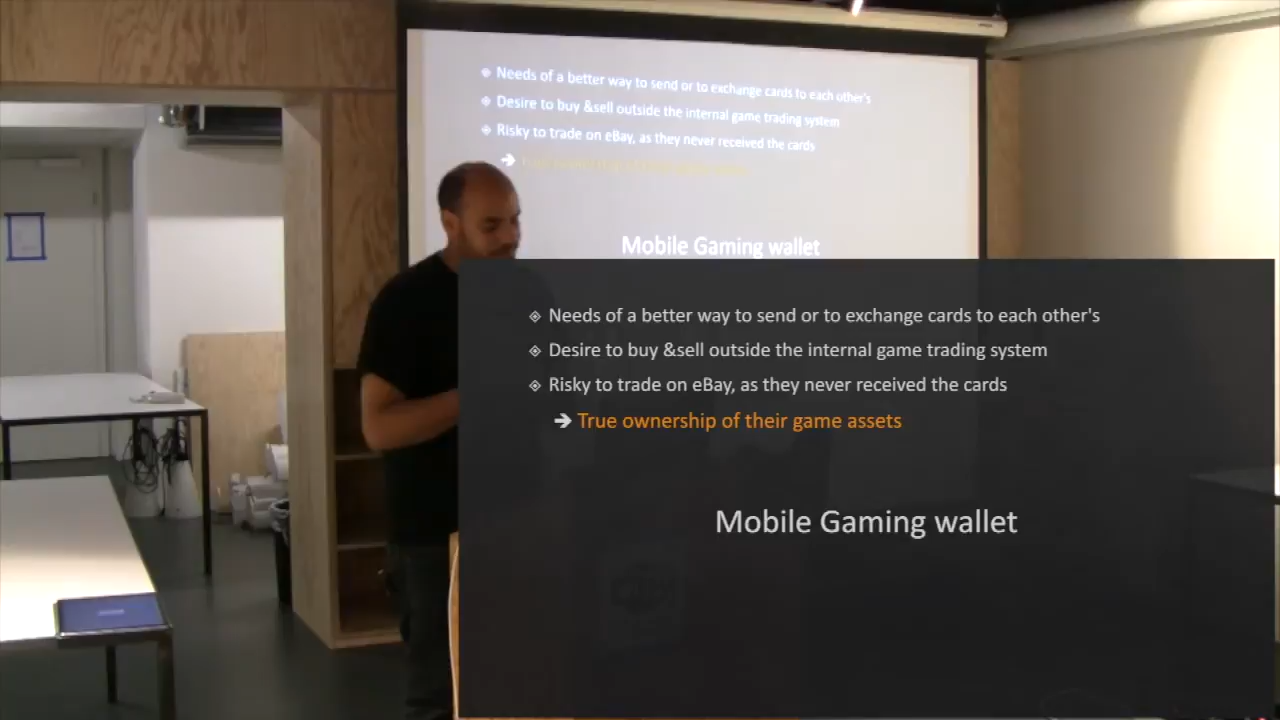 Needs of a better way to send or to exchange cards to each other's
Desire to buy &sell outside the internal game trading system
Risky to trade on eBay, as they never received the cards
Mobile Gaming wallet
Needs of a better way to send or to exchange cards to each other's
Desire to buy &sell outside the internal game trading system
Risky to trade on eBay, as they never received the cards
➔ True ownership of their game assets
Mobile Gaming wallet